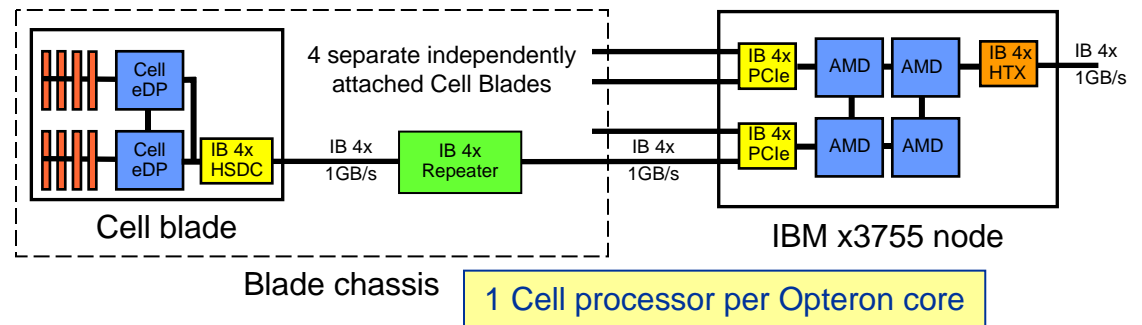 4 separate independently
attached Cell Blades
Cell
eDP
Cell
eDP
IB 4x
HSDC
Cell blade
IB 4x
1GB/s
IB 4x
Repeater
Blade chassis
IB 4x
1GB/s
IB 4x
PCIe
IB 4x
PCIe
AMD
AMD
AMD
AMD
IB 4x
HTX
IB 4x
1GB/s
IBM x3755 node
1 Cell processor per Opteron core